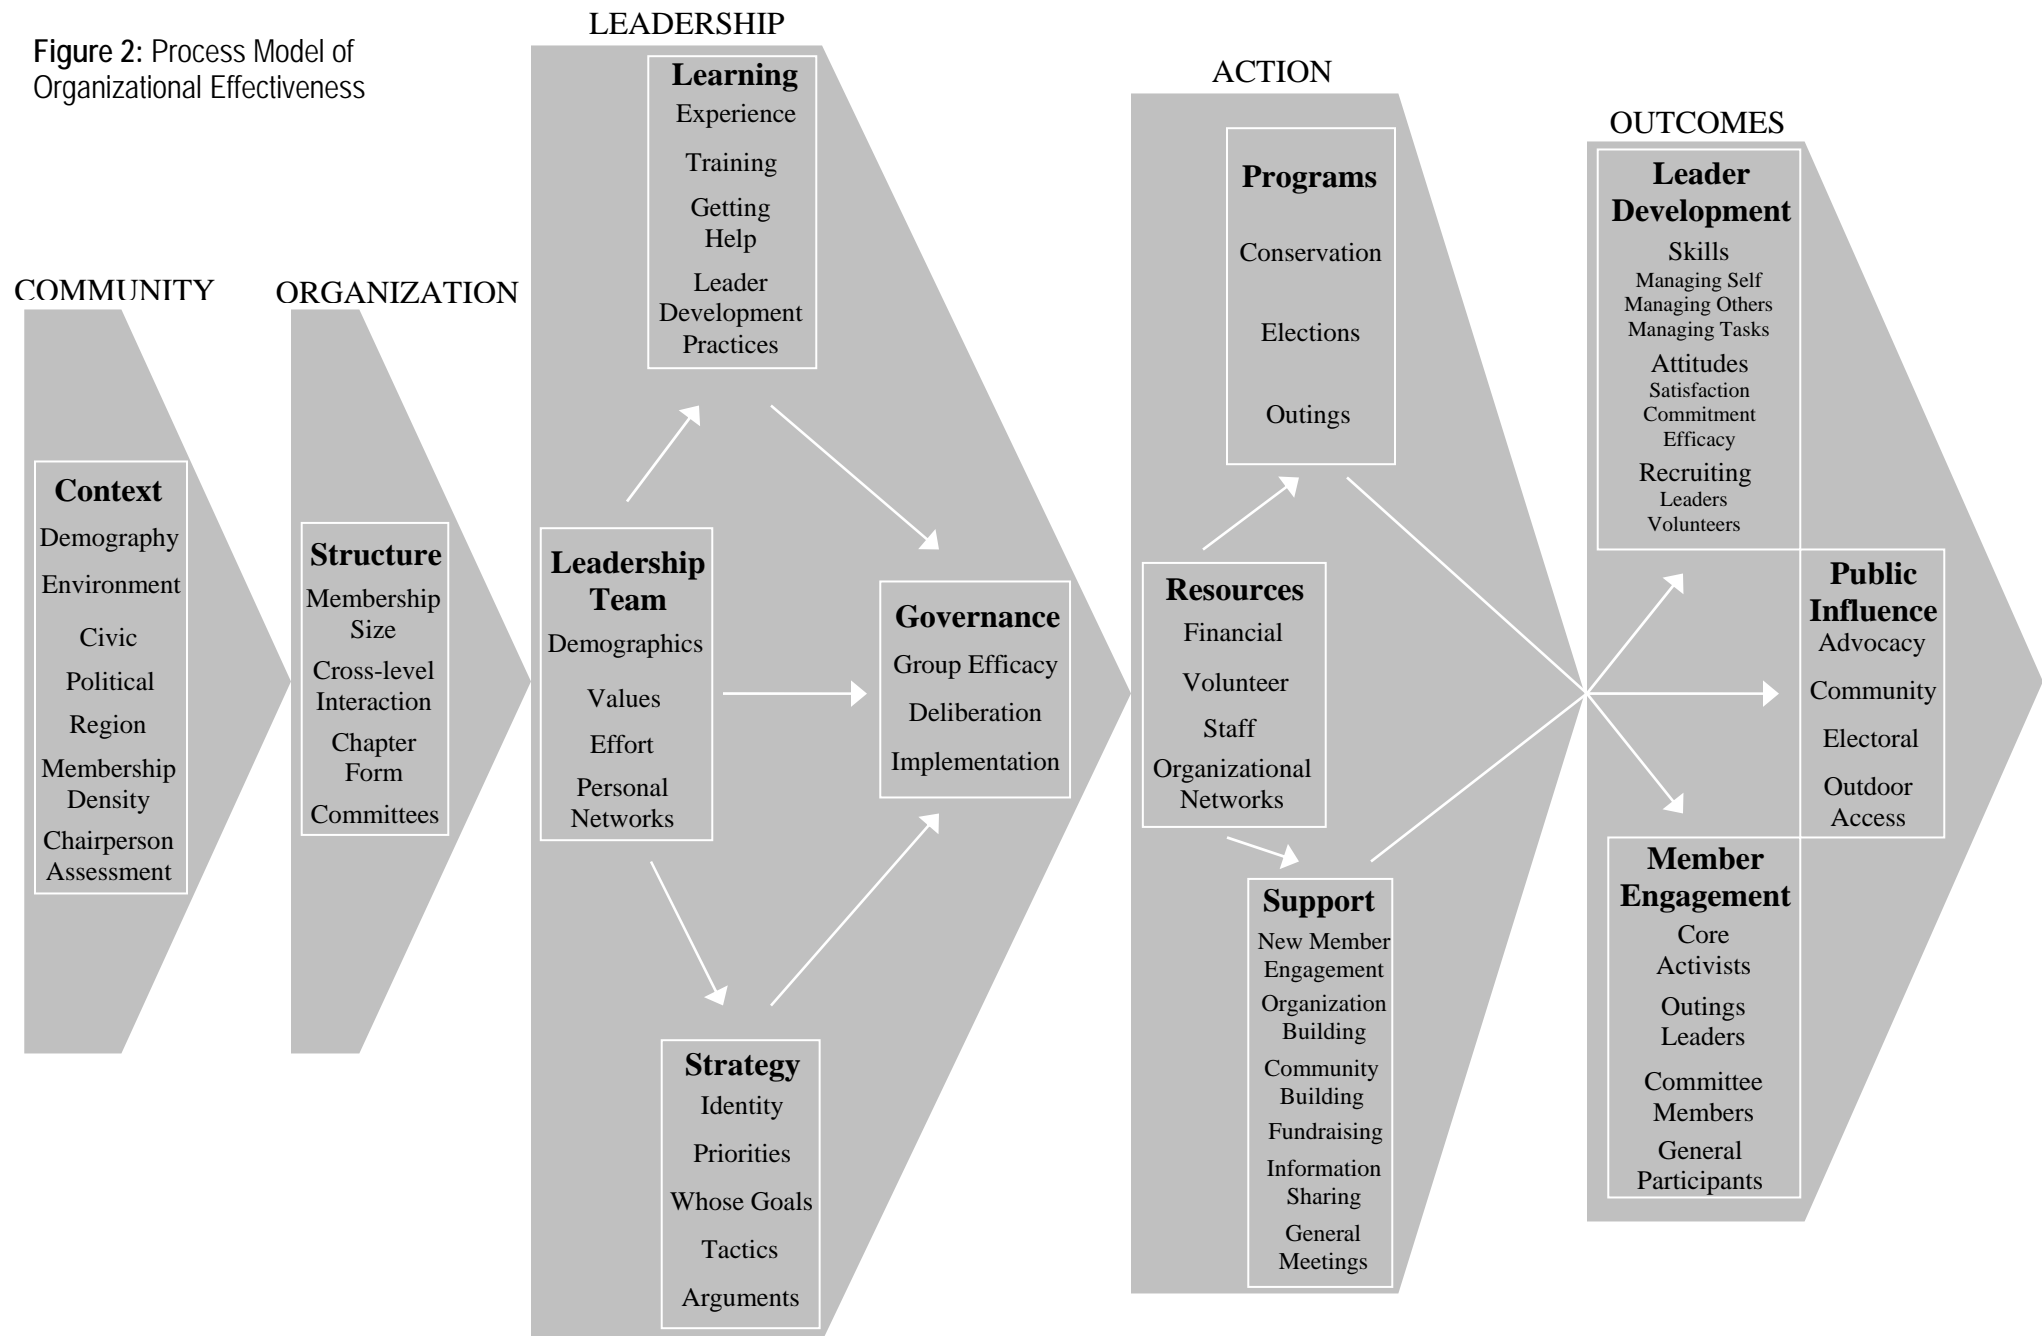 Figure 2: Process Model of
Organizational Effectiveness
COMMUNITY
Context
Demography
Environment
Civic
Political
Region
Membership
Density
Chairperson
Assessment
ORGANIZATION
Structure
Membership
Size
Cross-level
Interaction
Chapter
Form
Committees
LEADERSHIP
Learning
Experience
Training
Getting
Help
Leader
Development
Practices
Leadership
Team
Demographics
Values
Effort
Personal
Networks
Governance
Group Efficacy
Deliberation
Implementation
Strategy
Identity
Priorities
Whose Goals
Tactics
Arguments
ACTION
Programs
Conservation
Elections
Outings
Resources
Financial
Volunteer
Staff
Organizational
Networks
Support
New Member
Engagement
Organization
Building
Community
Building
Fundraising
Information
Sharing
General
Meetings
OUTCOMES
Leader
Development
Skills
Managing Self
Managing Others
Managing Tasks
Attitudes
Satisfaction
Commitment
Efficacy
Recruiting
Leaders
Volunteers
Public
Influence
Advocacy
Community
Electoral
Outdoor
Access
Member
Engagement
Core
Activists
Outings
Leaders
Committee
Members
General
Participants